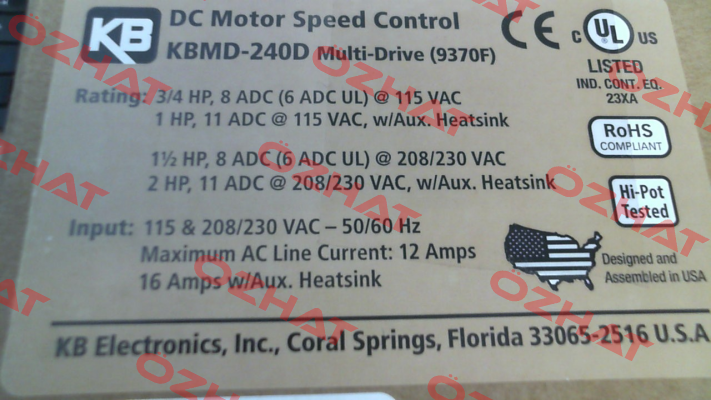 KB
DC Motor Speed Control
KBMD-240D Multi-Drive (9370F)
CE
C UL US
LISTED
IND. CONT. EQ.
23XA
Rating: 3/4 HP, 8 ADC (6 ADC UL) @ 115 VAC
1 HP, 11 ADC @ 115 VAC, w/Aux. Heatsink
1½ HP, 8 ADC (6 ADC UL) @ 208/230 VAC
2 HP, 11 ADC @ 208/230 VAC, w/Aux. Heatsink
RoHS
COMPLIANT
Hi-Pot
Tested
Input: 115 & 208/230 VAC – 50/60 Hz
Maximum AC Line Current: 12 Amps
16 Amps w/Aux. Heatsink
Designed and
Assembled in USA
KB Electronics, Inc., Coral Springs, Florida 33065-2516 U.S.A
ÖZHAT